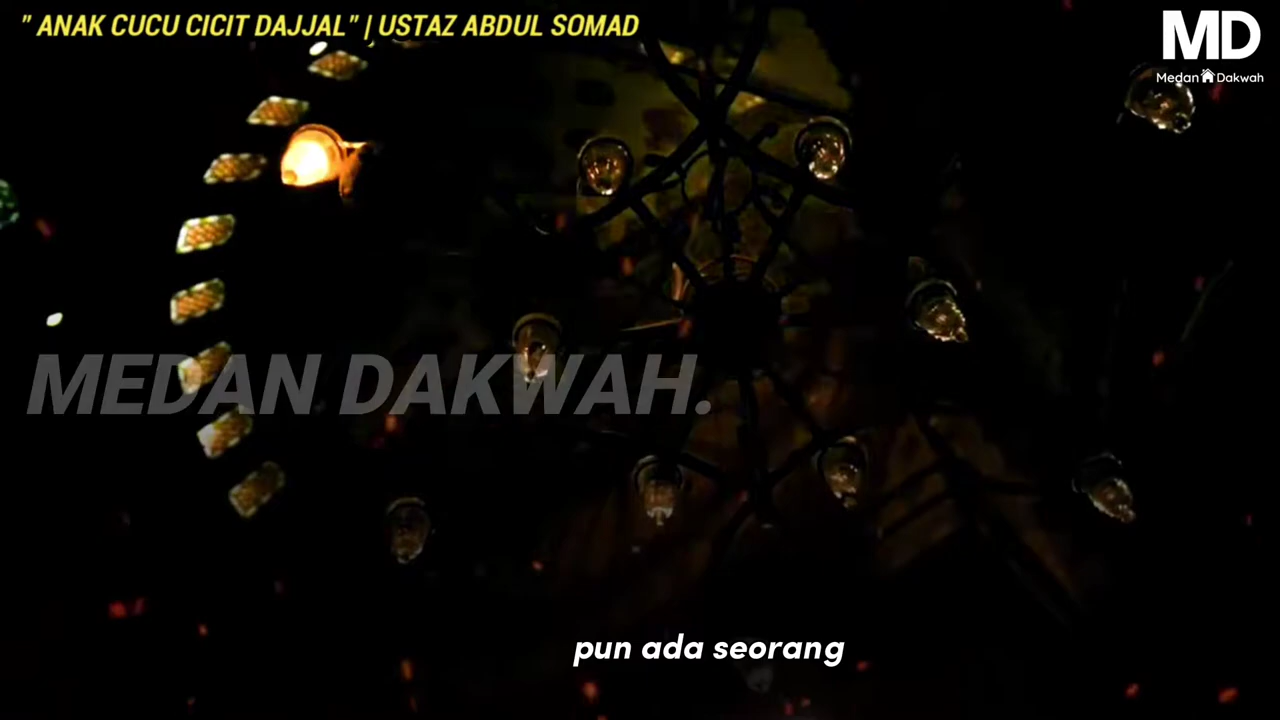 " ANAK CUCU CICIT DAJJAL" | USTAZ ABDUL SOMAD
MD
Medan Dakwah
MEDAN DAKWAH.
pun ada seorang